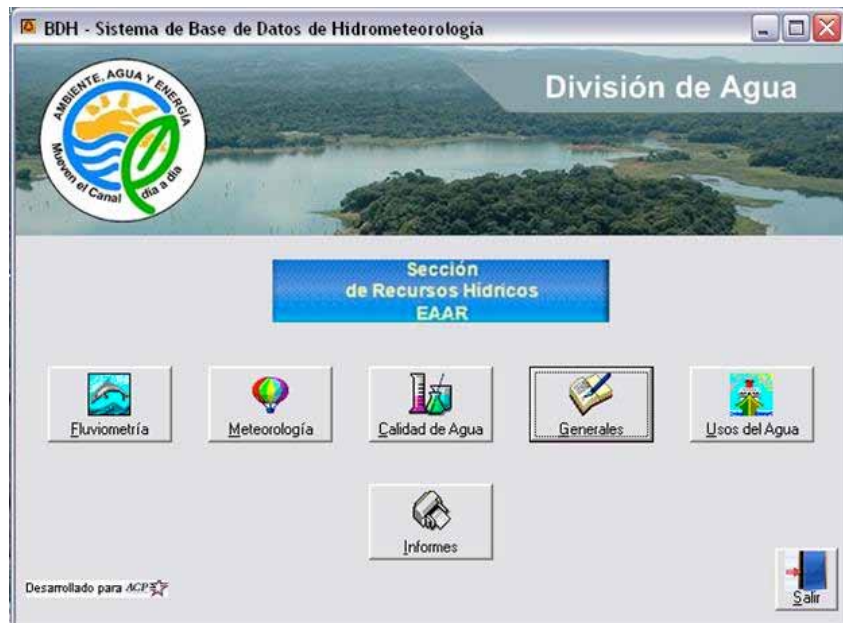 BDH - Sistema de Base de Datos de Hidrometeorología
AMBIENTE, AGUA Y ENERGÍA
Mueven el Canal día a día
División de Agua
Sección
de Recursos Hídricos
EAAR
Fluviometría
Meteorología
Calidad de Agua
Generales
Usos del Agua
Informes
Desarrollado para ACP
Salir